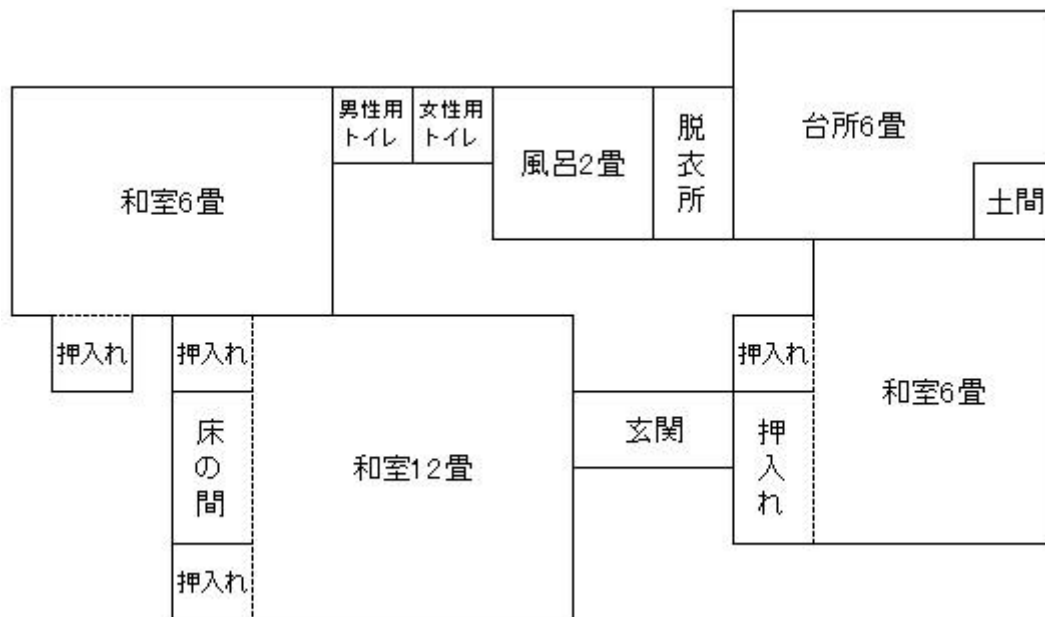 男性用
トイレ
女性用
トイレ
台所6畳
脱衣所
風呂2畳
和室6畳
土間
押入れ
押入れ
押入れ
和室6畳
床の間
和室12畳
玄関
押入れ
押入れ